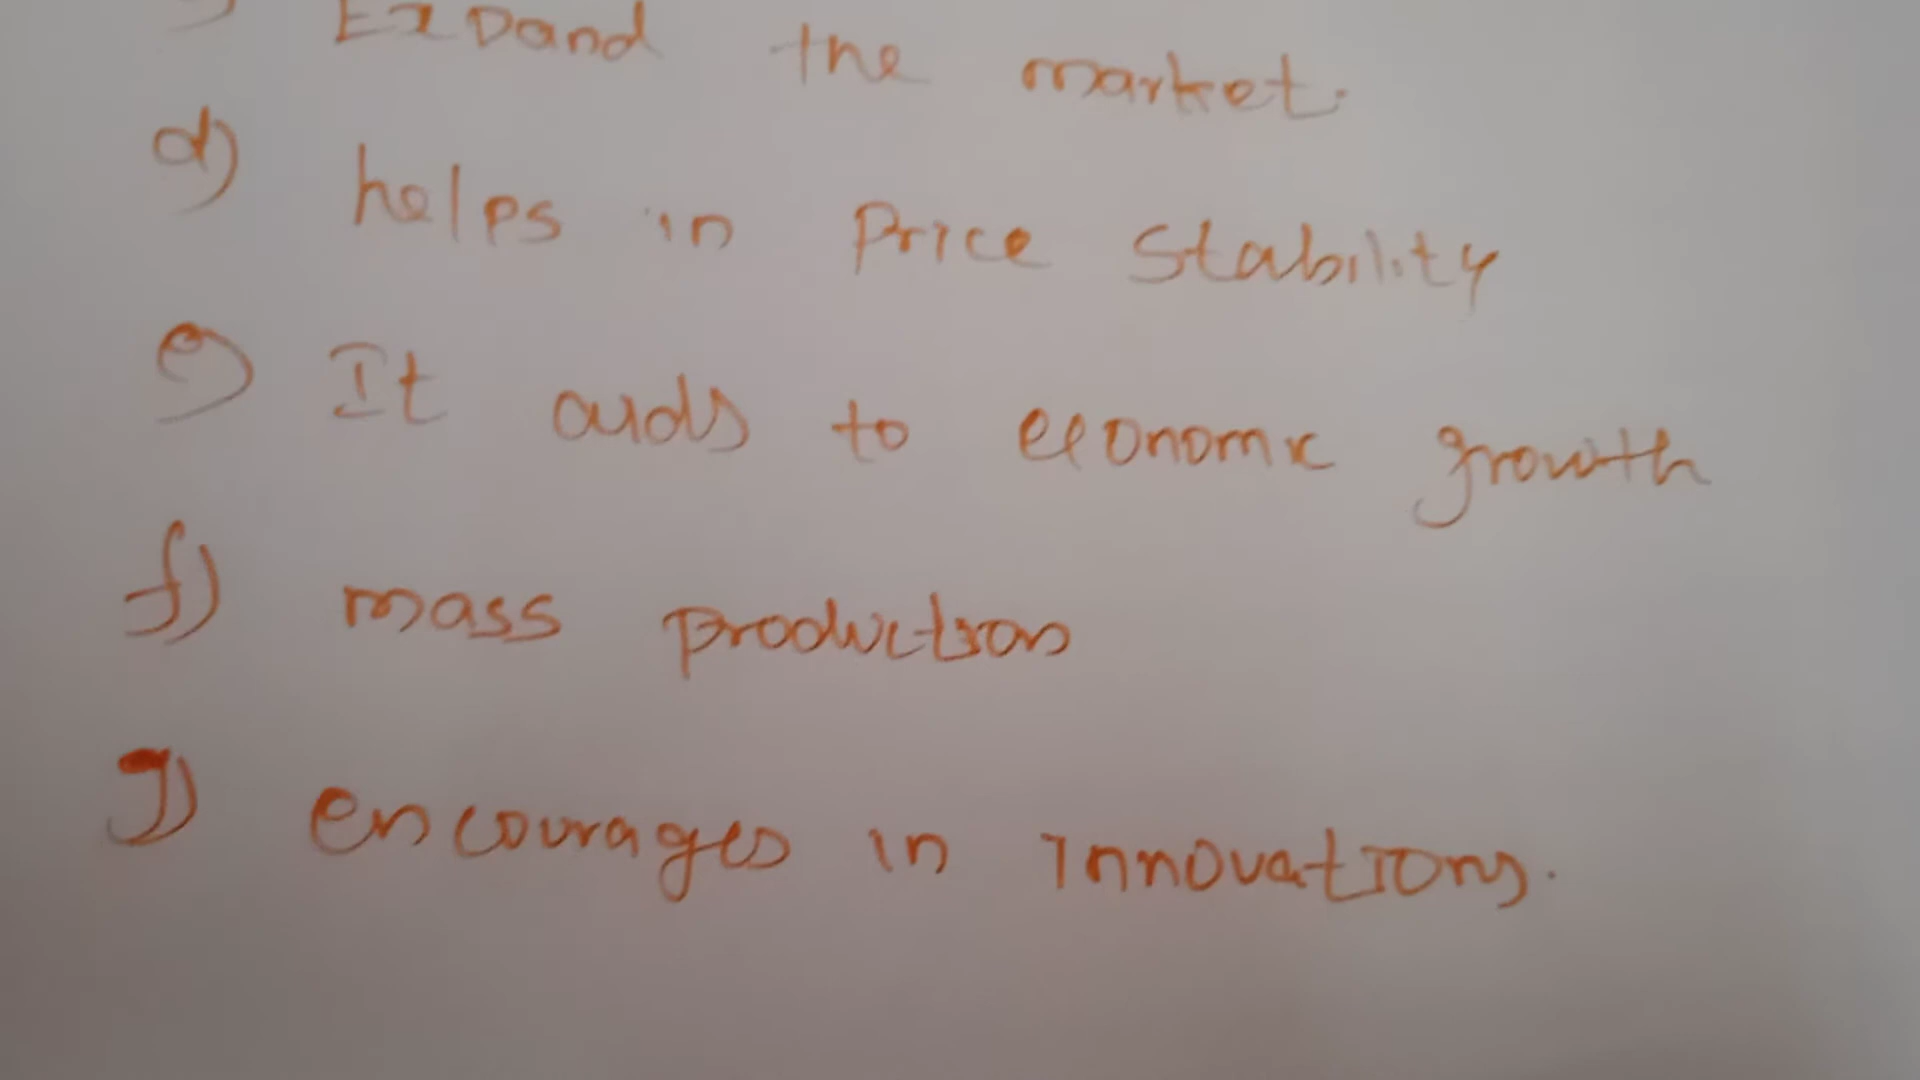 Expand the market.
d) helps in Price Stability
e) It aids to economic growth
f) mass production
g) encourages in innovations.